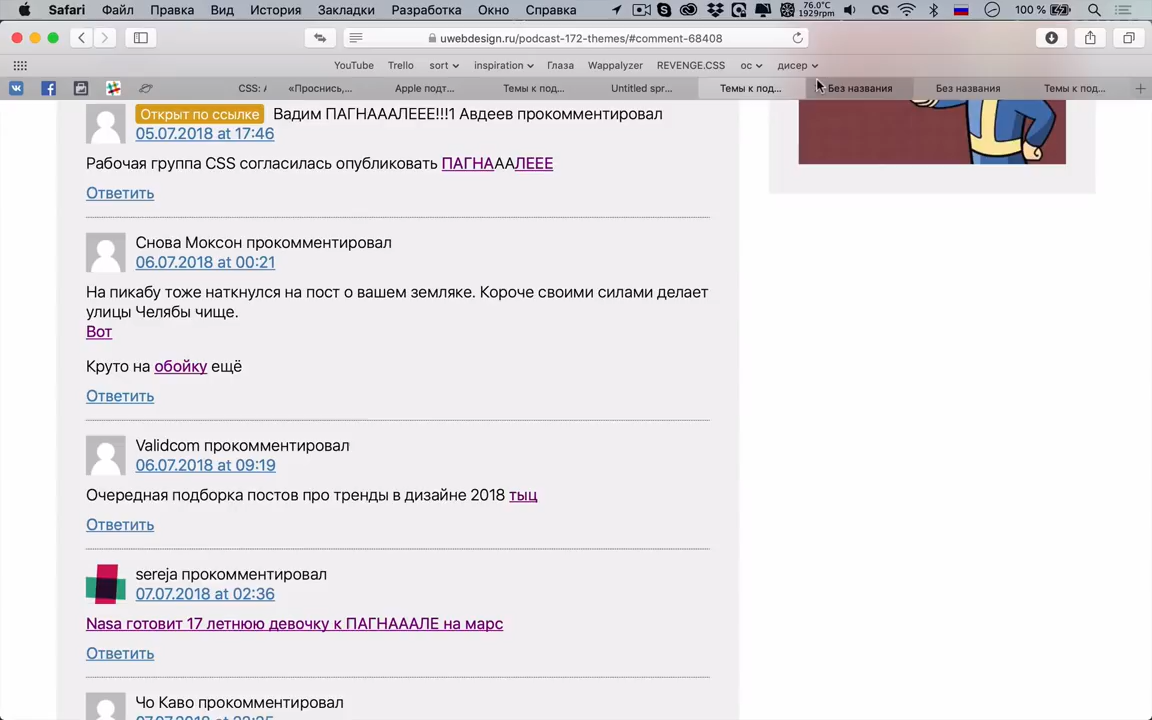 Safari Файл Правка Вид История Закладки Разработка Окно Справка 76.0°C 1929rpm 100 %
uwebdesign.ru/podcast-172-themes/#comment-68408
YouTube Trello sort inspiration Глаза Wappalyzer REVENGE.CSS ос дисер
CSS: «Проснись,... Apple подт... Темы к под... Untitled spr... Темы к под... Без названия Без названия Темы к под...
Открыт по ссылке Вадим ПАГНАААЛЕЕЕ!!!1 Авдеев прокомментировал
05.07.2018 at 17:46
Рабочая группа CSS согласилась опубликовать ПАГНАААЛЕЕЕ
Ответить
Снова Моксон прокомментировал
06.07.2018 at 00:21
На пикабу тоже наткнулся на пост о вашем земляке. Короче своими силами делает
улицы Челябы чище.
Вот
Круто на обойку ещё
Ответить
Validcom прокомментировал
06.07.2018 at 09:19
Очередная подборка постов про тренды в дизайне 2018 тыц
Ответить
sereja прокомментировал
07.07.2018 at 02:36
Nasa готовит 17 летнюю девочку к ПАГНАААЛЕ на марс
Ответить
Чо Каво прокомментировал